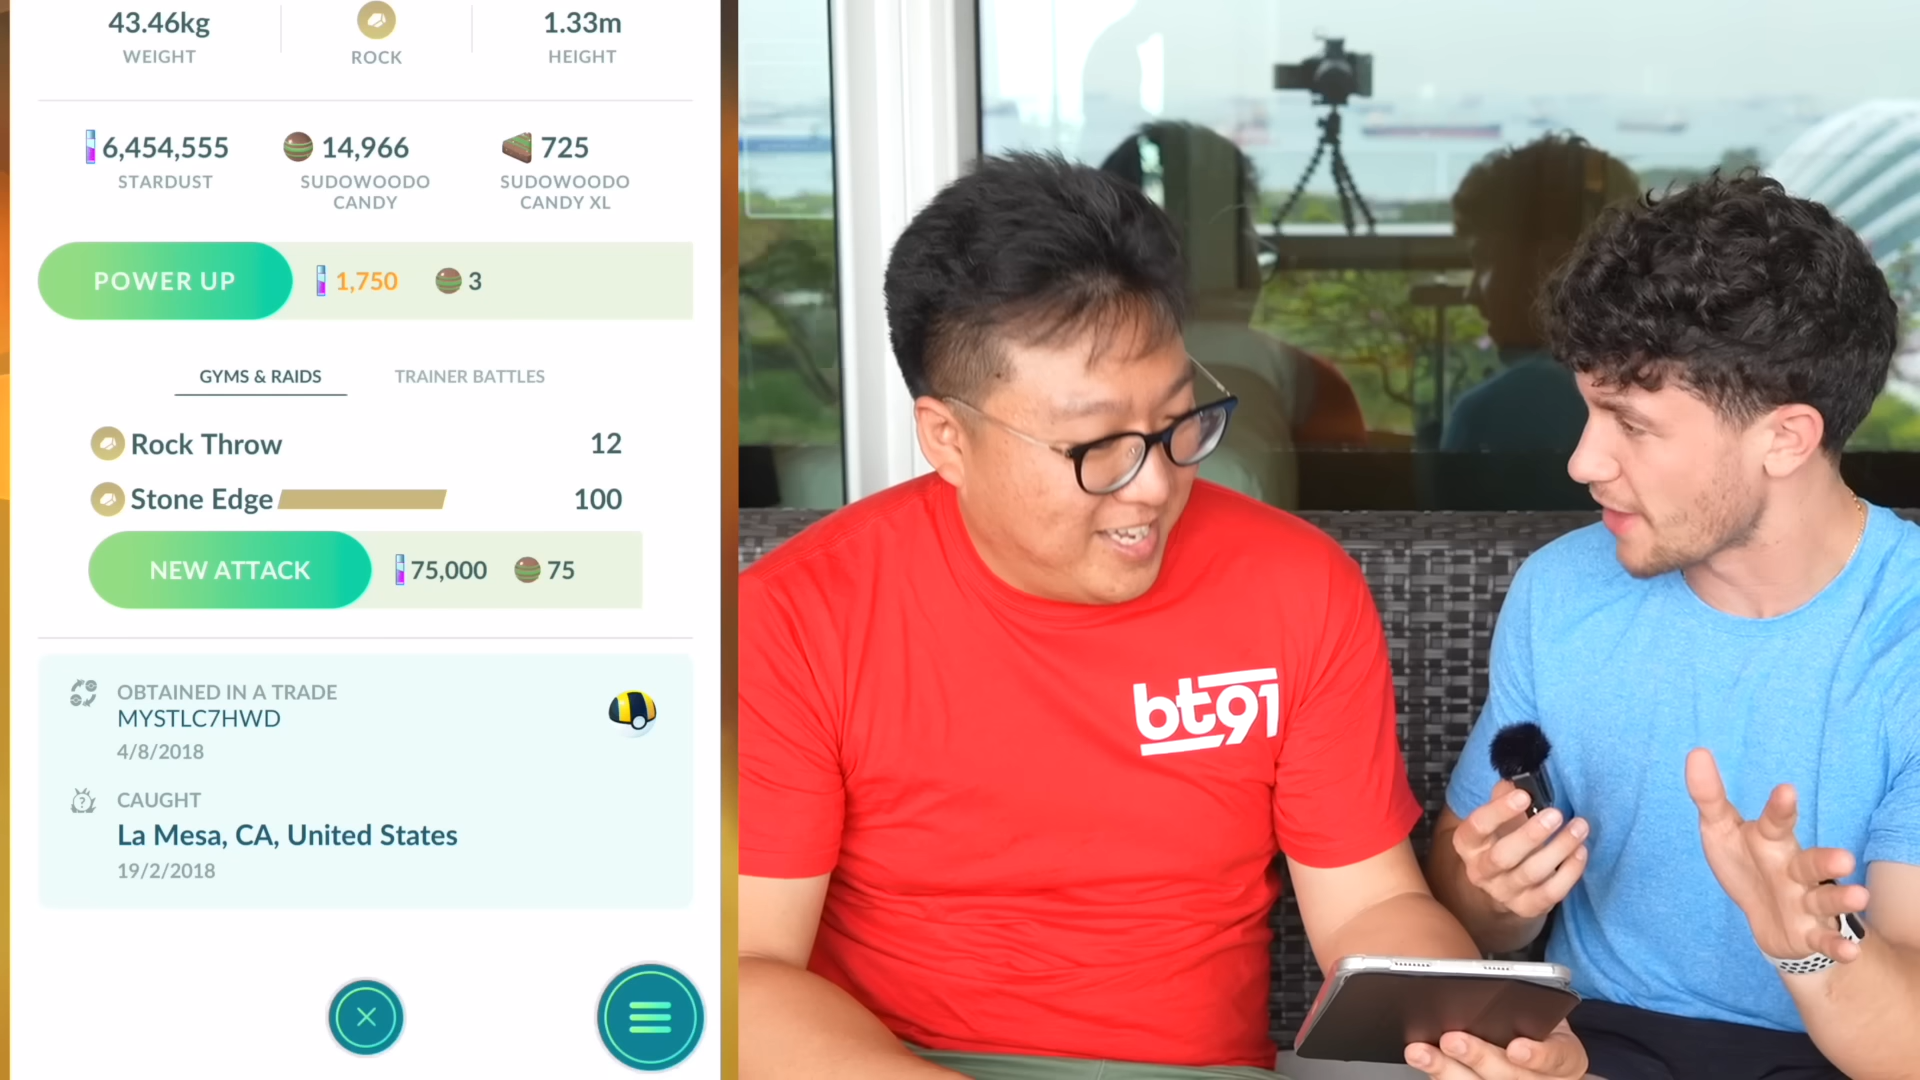 43.46kg
WEIGHT
ROCK
1.33m
HEIGHT
6,454,555
STARDUST
14,966
SUDOWOODO
CANDY
725
SUDOWOODO
CANDY XL
POWER UP
1,750
3
GYMS & RAIDS
TRAINER BATTLES
Rock Throw
12
Stone Edge
100
NEW ATTACK
75,000
75
OBTAINED IN A TRADE
MYSTLC7HWD
4/8/2018
CAUGHT
La Mesa, CA, United States
19/2/2018
bt91